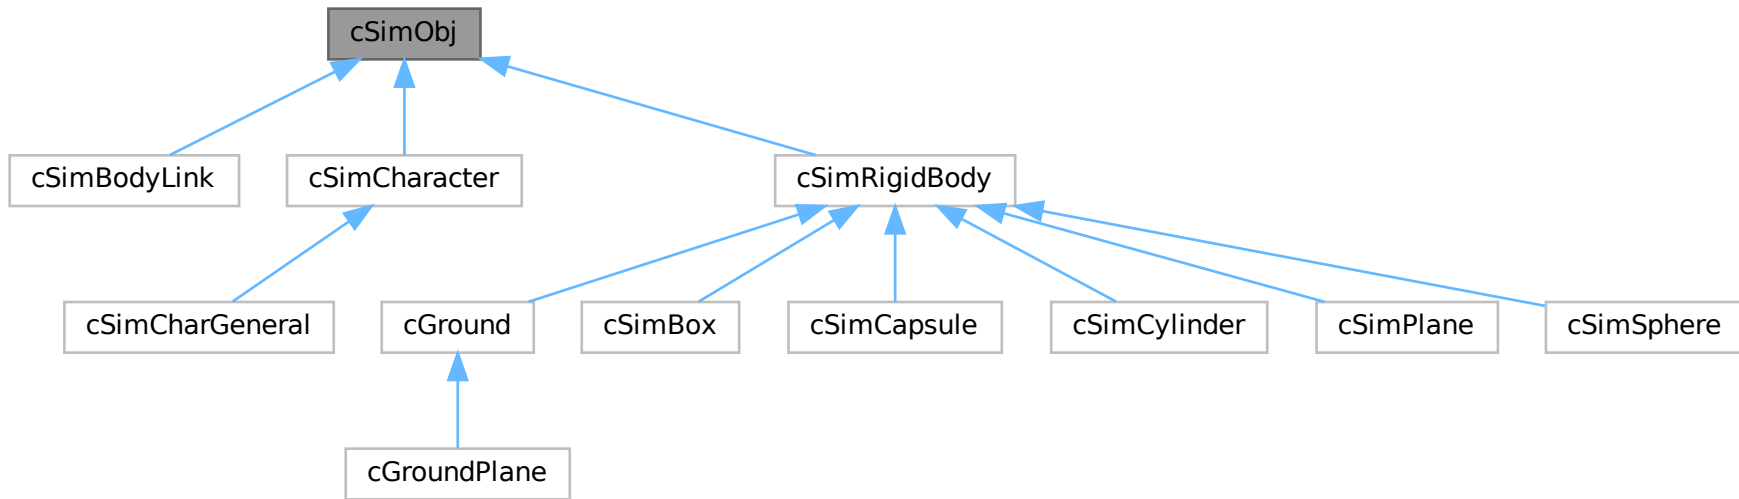 cSimObj
cSimBodyLink
cSimCharacter
cSimRigidBody
cSimCharGeneral
cGround
cSimBox
cSimCapsule
cSimCylinder
cSimPlane
cSimSphere
cGroundPlane